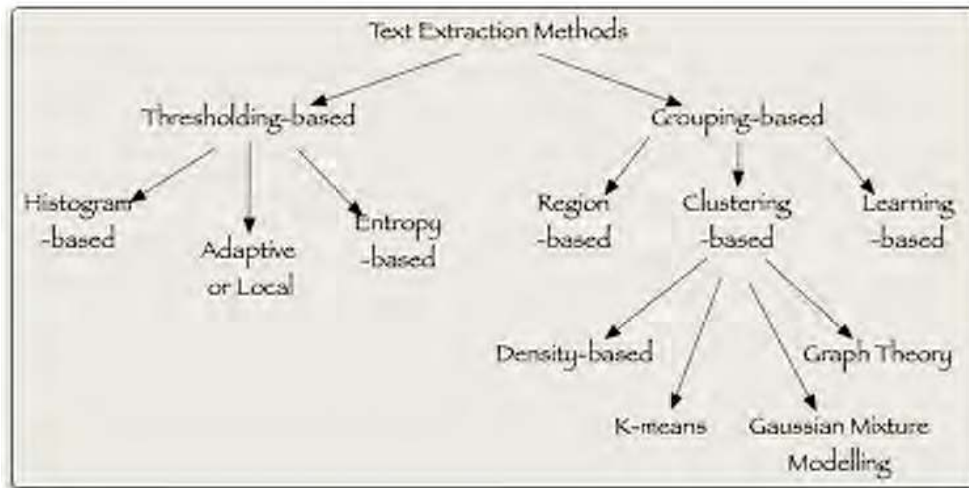 Text Extraction Methods
Thresholding-based
Grouping-based
Histogram
-based
Adaptive
or Local
Entropy
-based
Region
-based
Clustering
-based
Learning
-based
Density-based
Graph Theory
K-means
Gaussian Mixture
Modelling